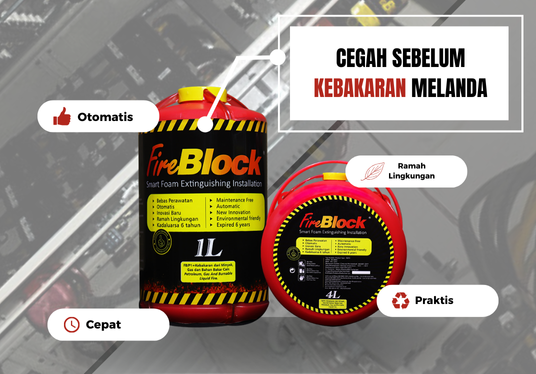 CEGAH SEBELUM
KEBAKARAN MELANDA
Otomatis
FireBlock
Smart Foam Extinguishing Installation
Bebas Perawatan
Otomatis
Inovasi Baru
Ramah Lingkungan
Kadaluarsa 6 tahun
Maintenance Free
Automatic
New Innovation
Environmental friendly
Expired 6 years
1L
Ramah
Lingkungan
FireBlock
Smart Foam Extinguishing Installation
4L
Praktis
Cepat